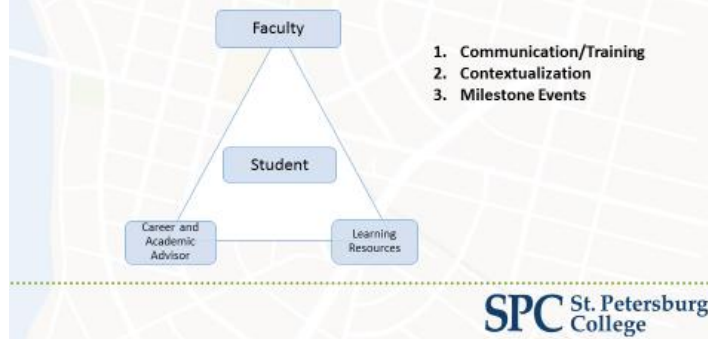 Faculty
1. Communication/Training
2. Contextualization
3. Milestone Events
Student
Career and
Academic
Advisor
Learning
Resources
SPC St. Petersburg
College